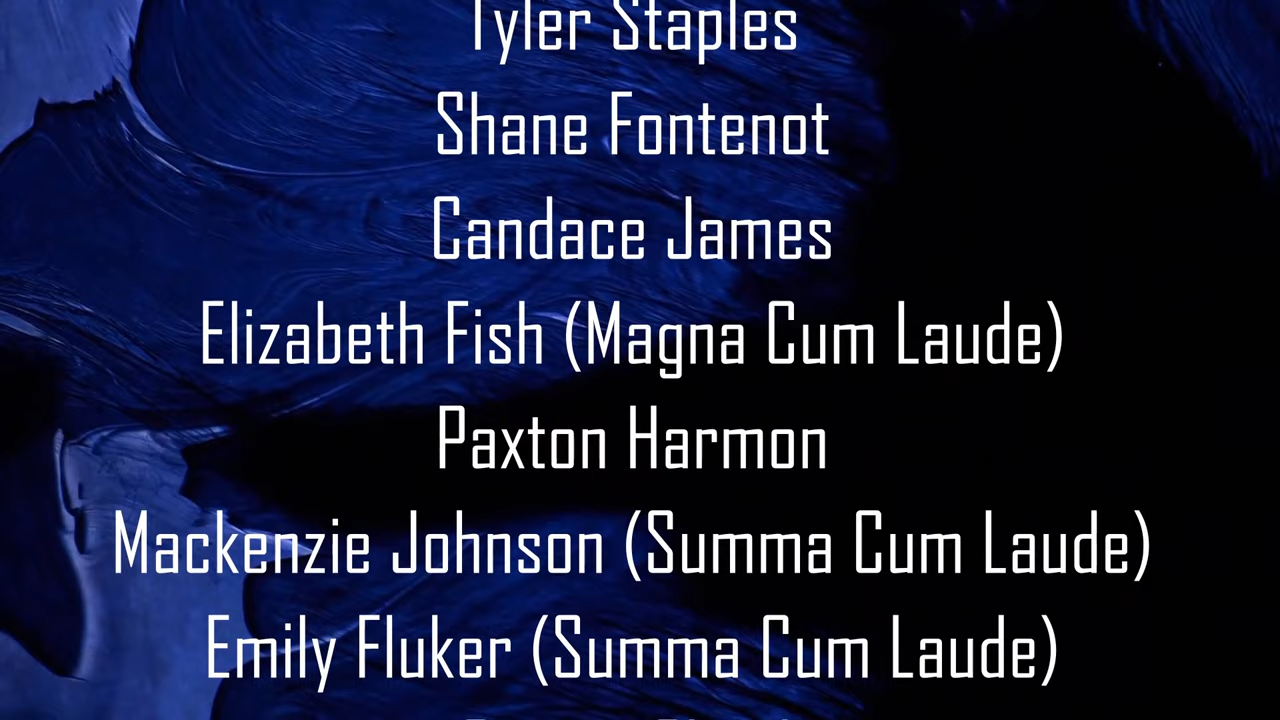 Tyler Staples
Shane Fontenot
Candace James
Elizabeth Fish (Magna Cum Laude)
Paxton Harmon
Mackenzie Johnson (Summa Cum Laude)
Emily Fluker (Summa Cum Laude)